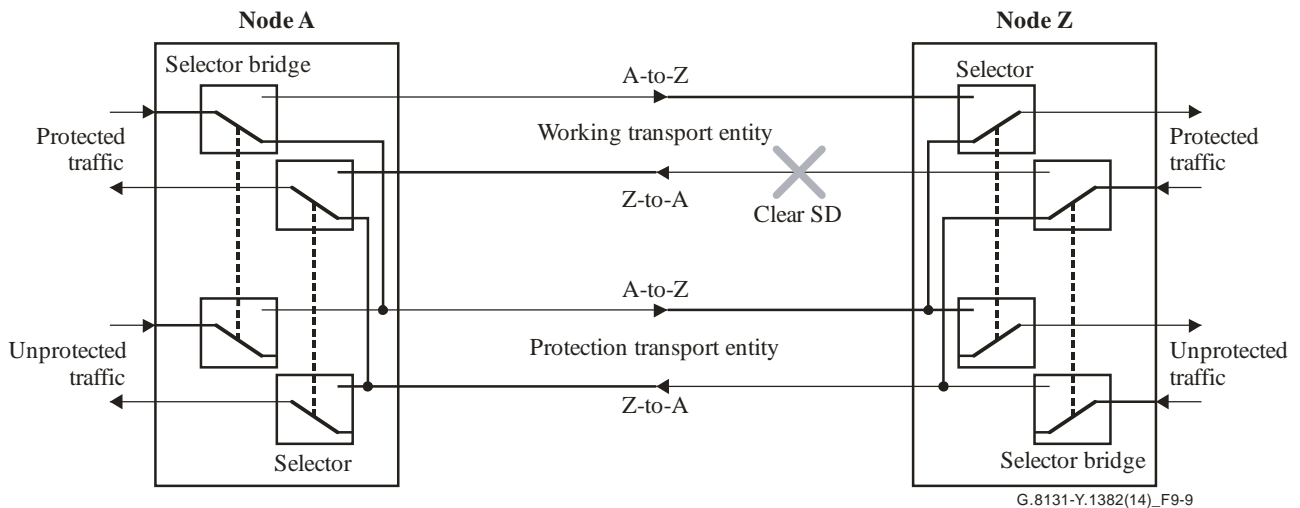 Node A
Node Z
Selector bridge
Selector
A-to-Z
Protected
traffic
Working transport entity
Protected
traffic
Z-to-A
Clear SD
A-to-Z
Unprotected
traffic
Protection transport entity
Unprotected
traffic
Z-to-A
Selector
Selector bridge
G.8131-Y.1382(14)_F9-9